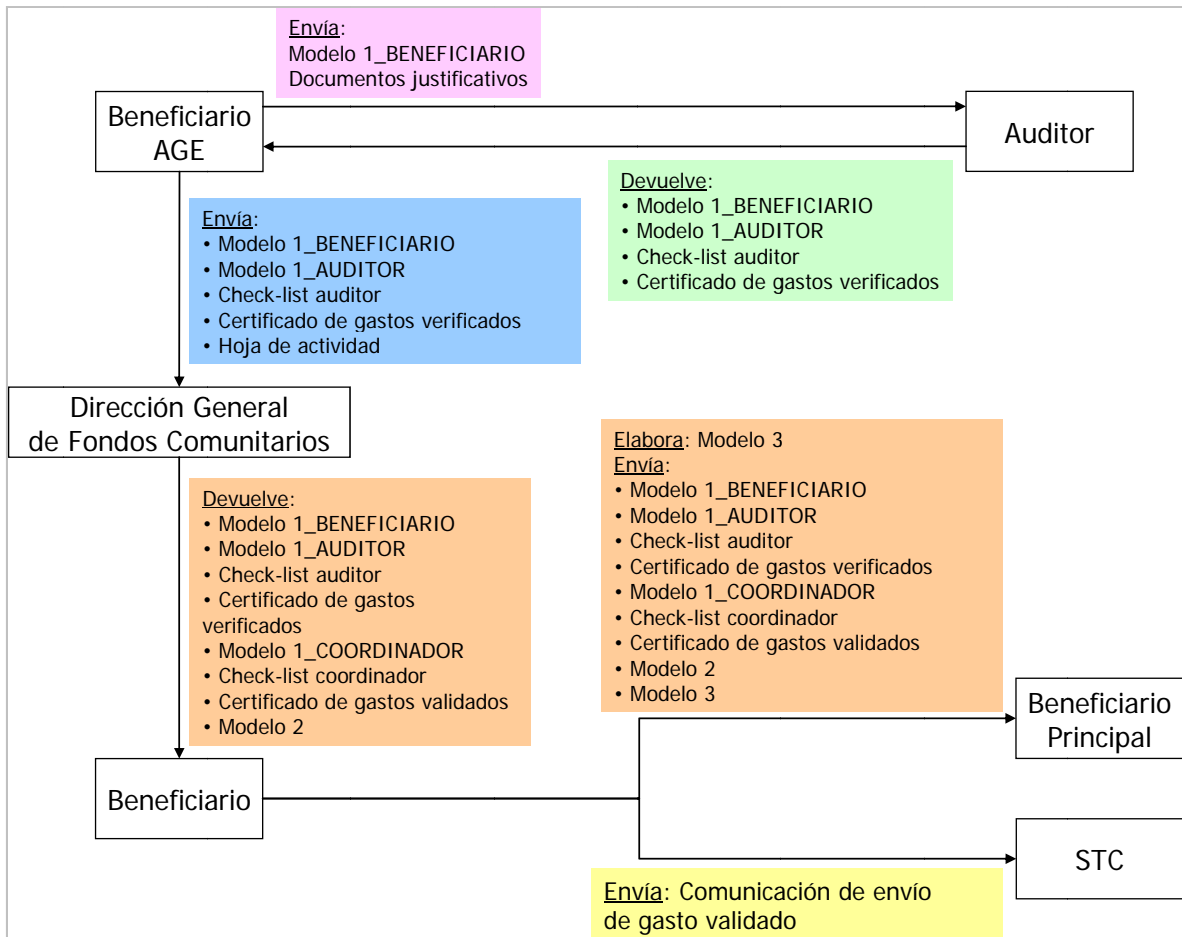 Envía:
Modelo 1_BENEFICIARIO
Documentos justificativos
Beneficiario
AGE
Auditor
Devuelve:
• Modelo 1_BENEFICIARIO
• Modelo 1_AUDITOR
• Check-list auditor
• Certificado de gastos verificados
Envía:
• Modelo 1_BENEFICIARIO
• Modelo 1_AUDITOR
• Check-list auditor
• Certificado de gastos verificados
• Hoja de actividad
Dirección General
de Fondos Comunitarios
Devuelve:
• Modelo 1_BENEFICIARIO
• Modelo 1_AUDITOR
• Check-list auditor
• Certificado de gastos
verificados
• Modelo 1_COORDINADOR
• Check-list coordinador
• Certificado de gastos validados
• Modelo 2
Elabora: Modelo 3
Envía:
• Modelo 1_BENEFICIARIO
• Modelo 1_AUDITOR
• Check-list auditor
• Certificado de gastos verificados
• Modelo 1_COORDINADOR
• Check-list coordinador
• Certificado de gastos validados
• Modelo 2
• Modelo 3
Beneficiario
Principal
Beneficiario
STC
Envía: Comunicación de envío
de gasto validado